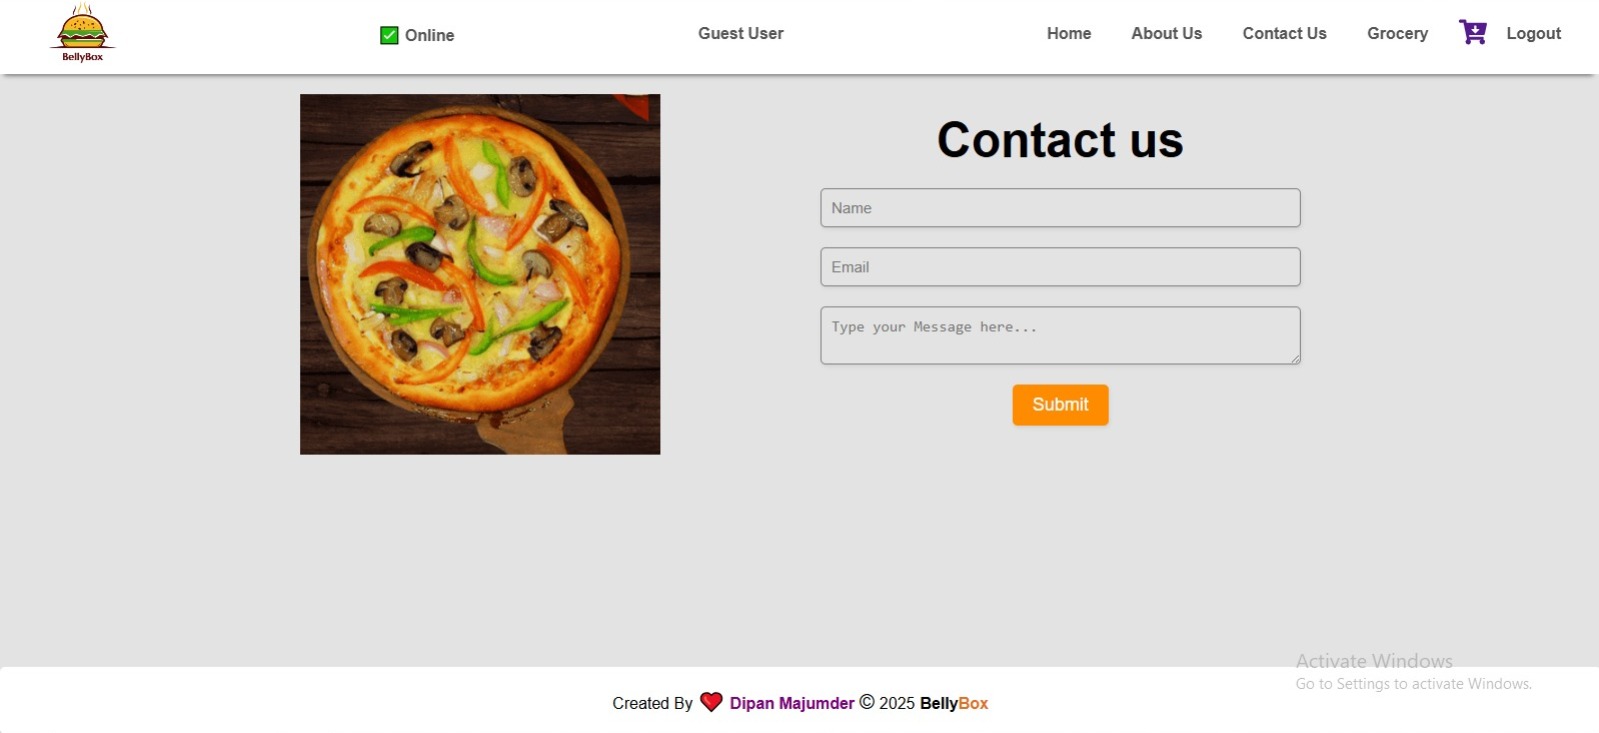 BellyBox
Online
Guest User
Home
About Us
Contact Us
Grocery
Logout
Contact us
Name
Email
Type your Message here...
Submit
Activate Windows
Go to Settings to activate Windows.
Created By ❤️ Dipan Majumder © 2025 BellyBox